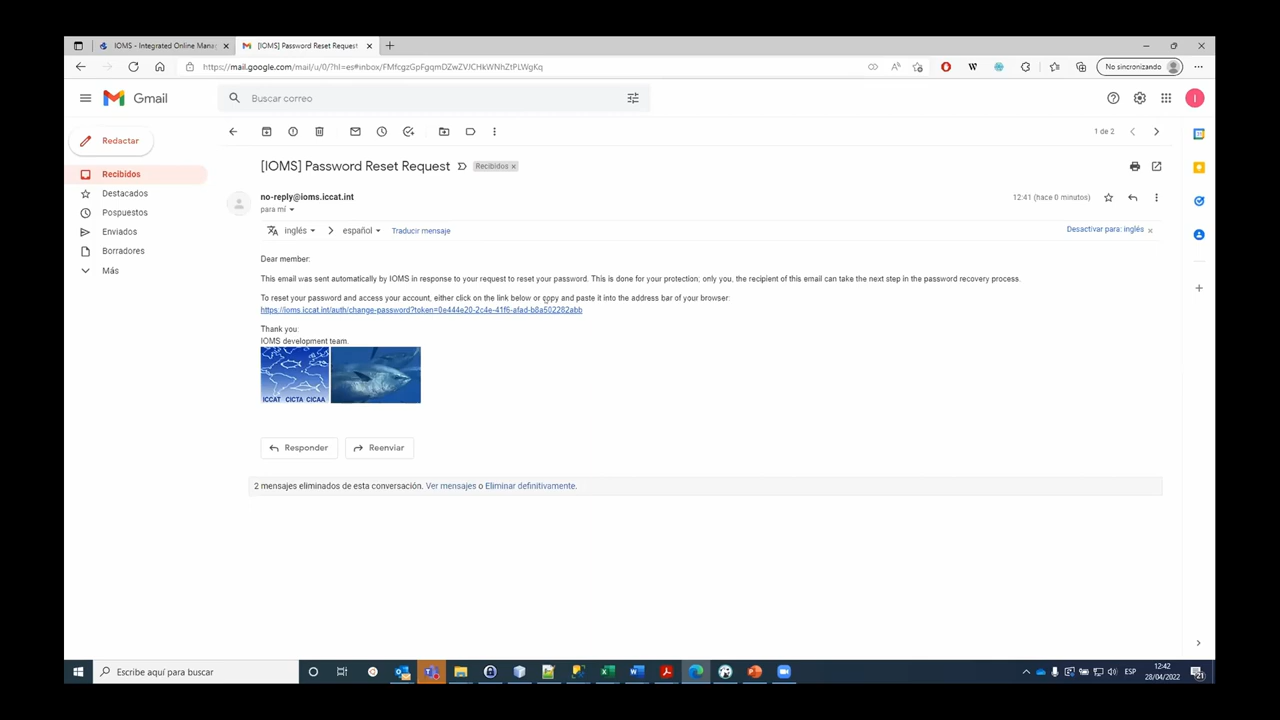 IOMS - Integrated Online Mana
[IOMS] Password Reset Request
https://mail.google.com/mail/u/0/?hl=es#inbox/FMfcgzGpFgqmDZwZVJCHkWNhZtPLWgKq
No sincronizando
Gmail
Buscar correo
Redactar
1 de 2
[IOMS] Password Reset Request
Recibidos x
Recibidos
Destacados
Pospuestos
Enviados
Borradores
Más
no-reply@ioms.iccat.int
12:41 (hace 0 minutos)
para mí
inglés
español
Traducir mensaje
Desactivar para: inglés x
Dear member:
This email was sent automatically by IOMS in response to your request to reset your password. This is done for your protection; only you, the recipient of this email can take the next step in the password recovery process.
To reset your password and access your account, either click on the link below or copy and paste it into the address bar of your browser:
https://ioms.iccat.int/auth/change-password?token=0e444e20-2c4e-41f6-afad-b8a502282abb
Thank you:
IOMS development team.
ICCAT CICTA CICAA
Responder
Reenviar
2 mensajes eliminados de esta conversación. Ver mensajes o Eliminar definitivamente.
Escribe aquí para buscar
ESP
12:42
28/04/2022
21